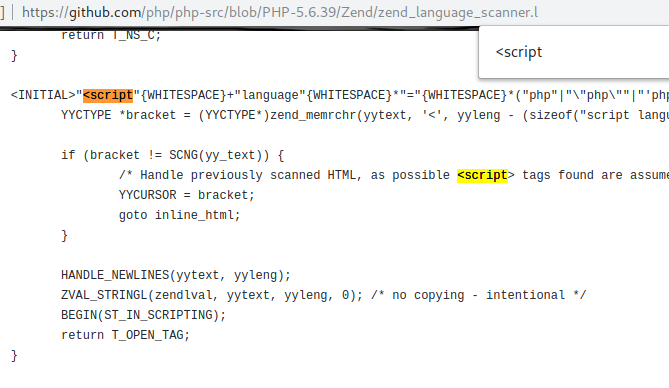 ] https://github.com/php/php-src/blob/PHP-5.6.39/Zend/zend_language_scanner.l
<script
return T_NS_C;
}
<INITIAL>"<script"{WHITESPACE}+"language"{WHITESPACE}*"="{WHITESPACE}*("php"|"\"php\""|"'php
YYCTYPE *bracket = (YYCTYPE*)zend_memrchr(yytext, '<', yyleng - (sizeof("script langu
if (bracket != SCNG(yy_text)) {
/* Handle previously scanned HTML, as possible <script> tags found are assume
YYCURSOR = bracket;
goto inline_html;
}
HANDLE_NEWLINES(yytext, yyleng);
ZVAL_STRINGL(zendlval, yytext, yyleng, 0); /* no copying - intentional */
BEGIN(ST_IN_SCRIPTING);
return T_OPEN_TAG;
}